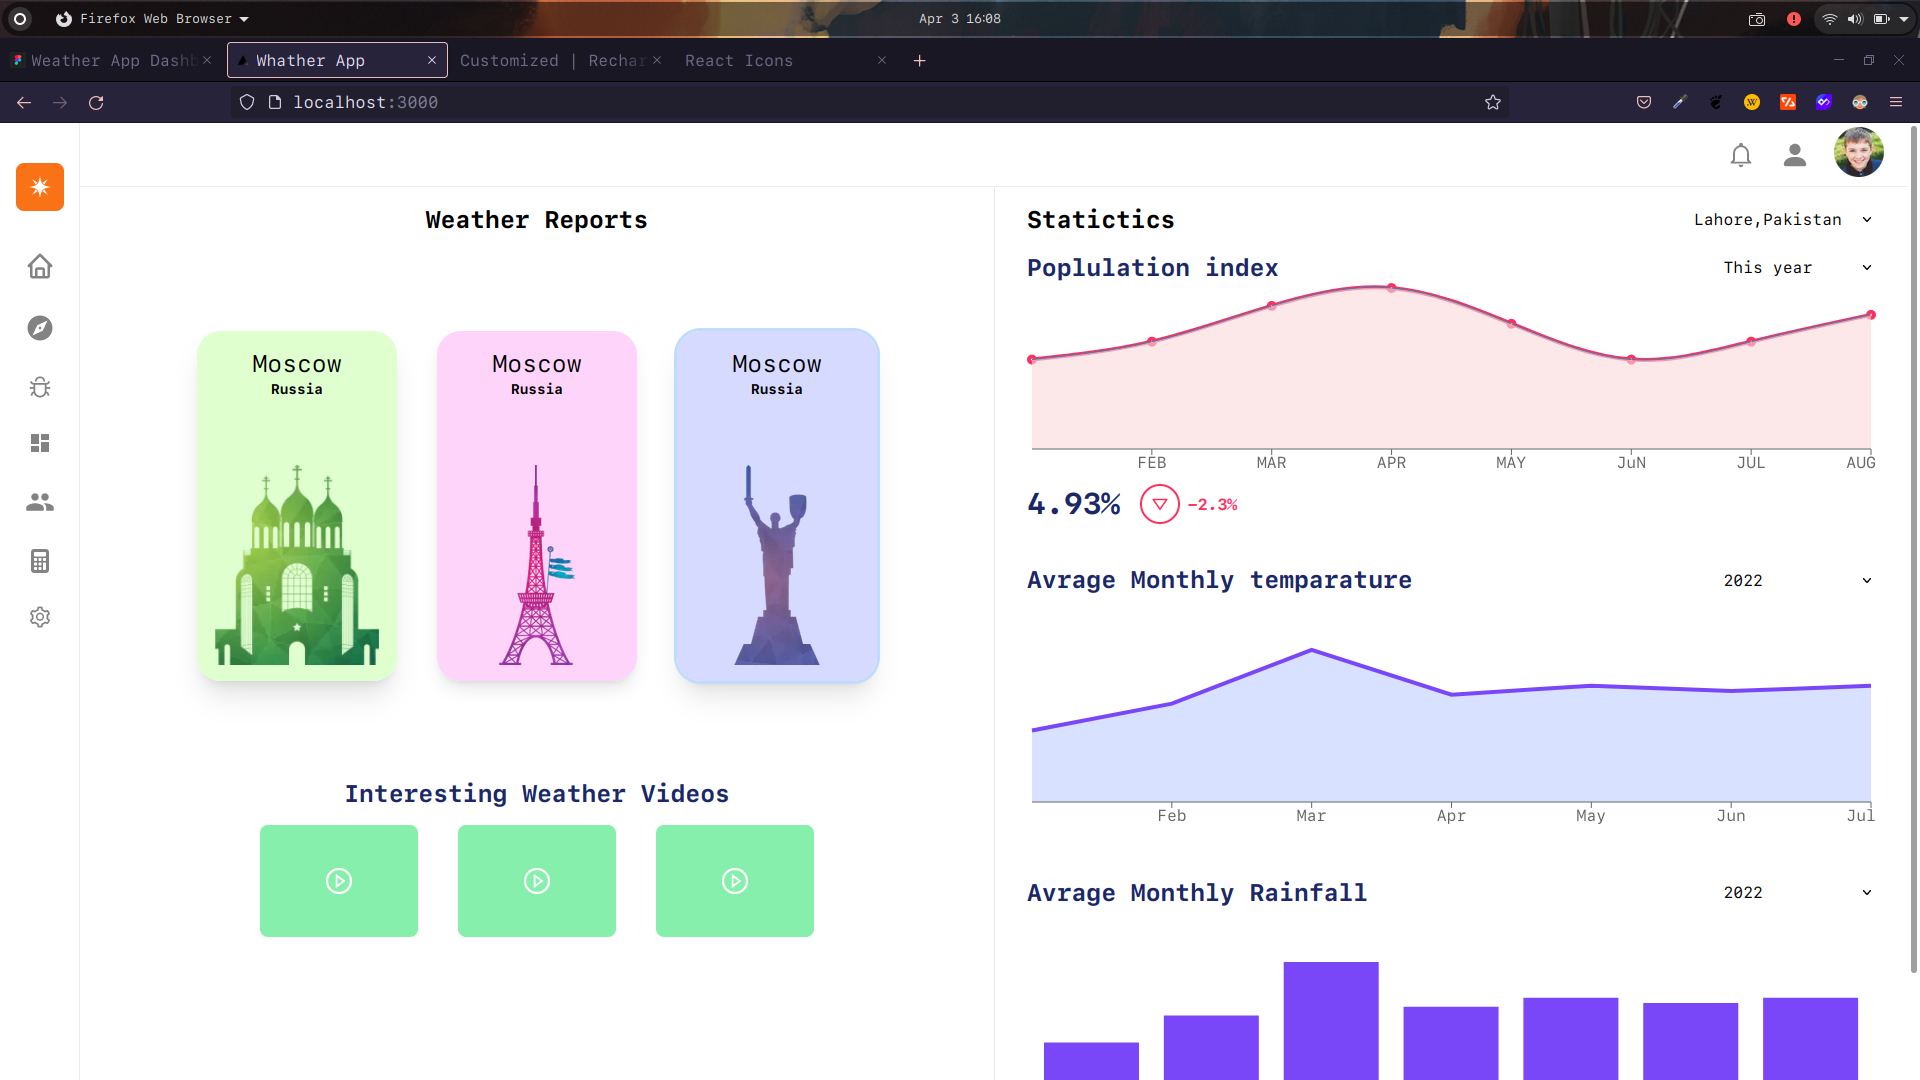 Firefox Web Browser
Apr 3 16:08
Weather App Dashb
Whather App
Customized | Rechar
React Icons
localhost:3000
Weather Reports
Moscow
Russia
Moscow
Russia
Moscow
Russia
Interesting Weather Videos
Statictics
Lahore,Pakistan
Poplulation index
This year
FEB MAR APR MAY JuN JUL AUG
4.93%
-2.3%
Avrage Monthly temparature
2022
Feb Mar Apr May Jun Jul
Avrage Monthly Rainfall
2022